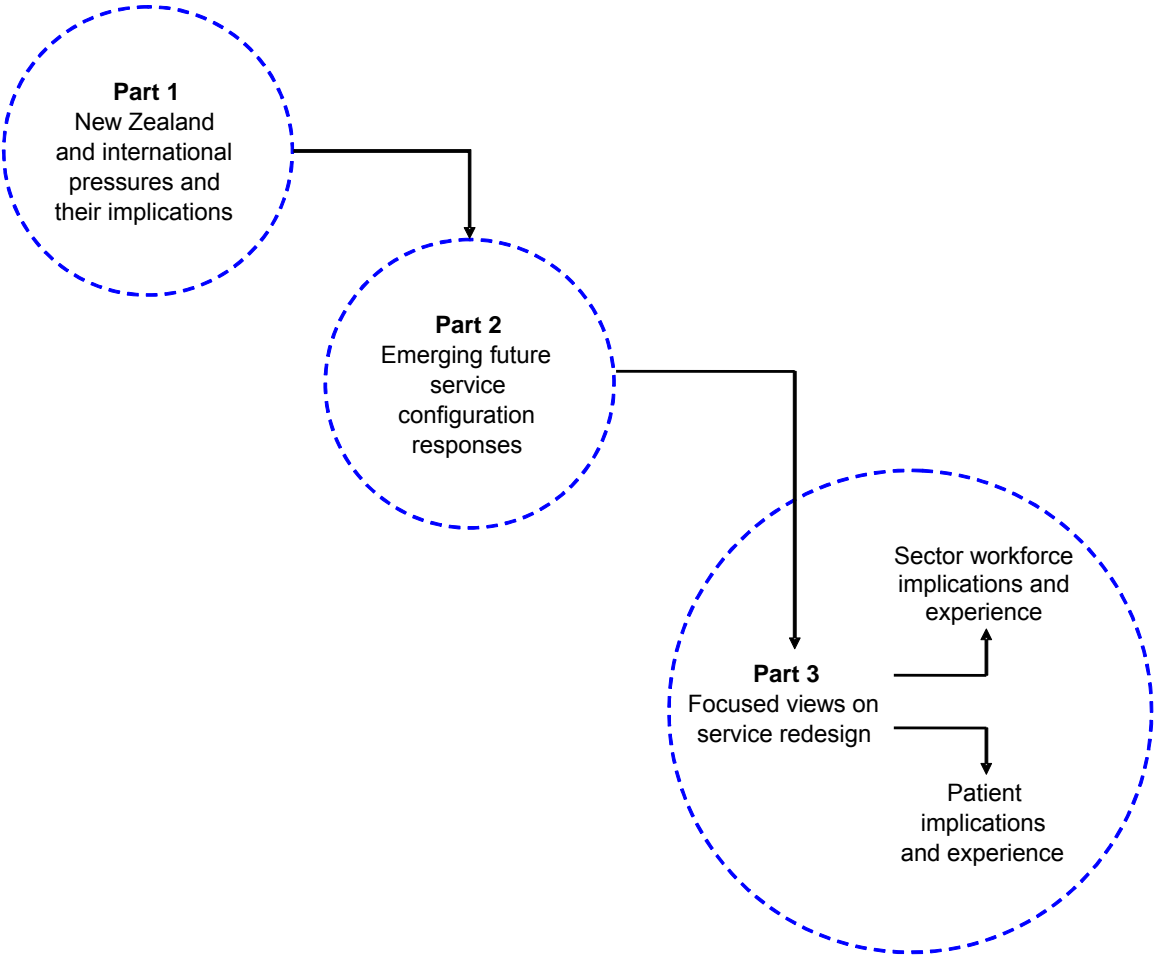 Part 1
New Zealand
and international
pressures and
their implications
Part 2
Emerging future
service
configuration
responses
Sector workforce
implications and
experience
Part 3
Focused views on
service redesign
Patient
implications
and experience